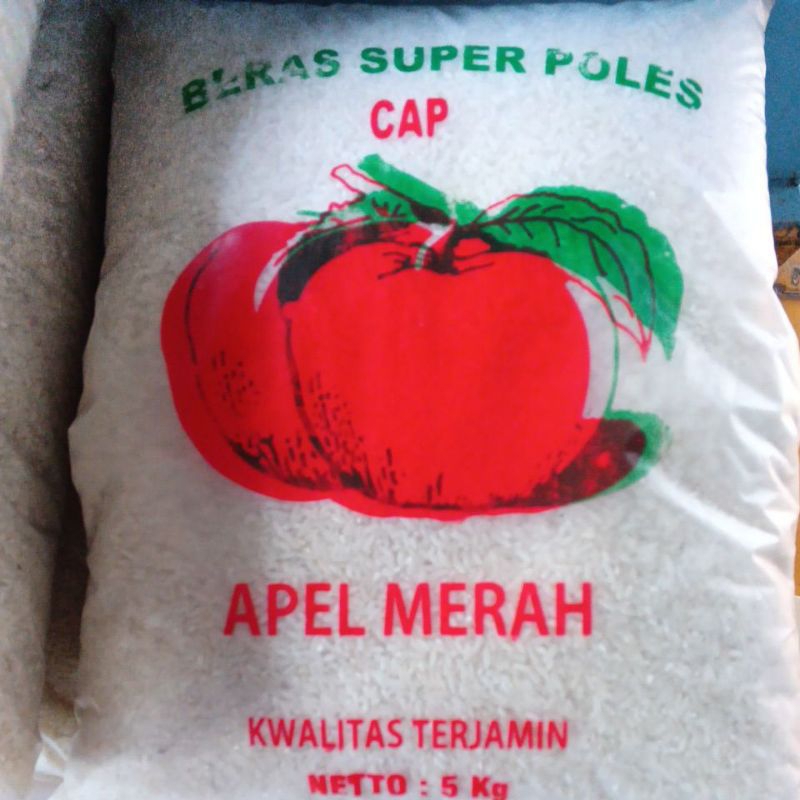 BERAS SUPER POLES
CAP
APEL MERAH
KWALITAS TERJAMIN
NETTO : 5 Kg